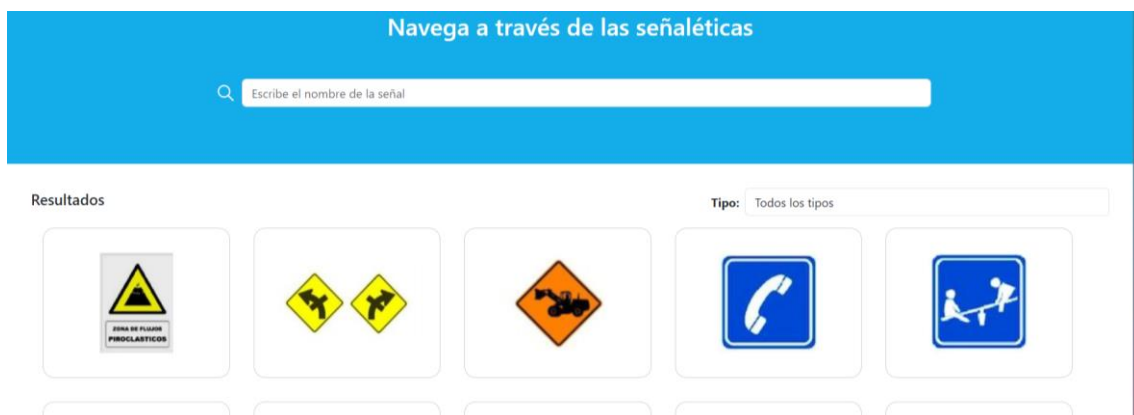 Navega a través de las señaléticas
Escribe el nombre de la señal
Resultados
Tipo: Todos los tipos
ZONA DE FLUJOS
PIROCLASTICOS